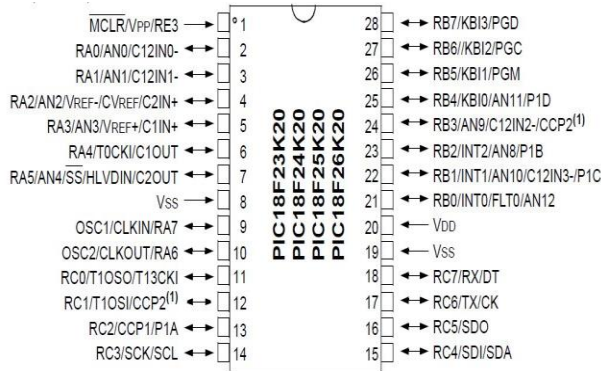 MCLR/VPP/RE3
RA0/AN0/C12IN0-
RA1/AN1/C12IN1-
RA2/AN2/VREF-/CVREF/C2IN+
RA3/AN3/VREF+/C1IN+
RA4/T0CKI/C1OUT
RA5/AN4/SS/HLVDIN/C2OUT
VSS
OSC1/CLKIN/RA7
OSC2/CLKOUT/RA6
RC0/T1OSO/T13CKI
RC1/T1OSI/CCP2(1)
RC2/CCP1/P1A
RC3/SCK/SCL
1
2
3
4
5
6
7
8
9
10
11
12
13
14
PIC18F23K20
PIC18F24K20
PIC18F25K20
PIC18F26K20
28
27
26
25
24
23
22
21
20
19
18
17
16
15
RB7/KBI3/PGD
RB6//KBI2/PGC
RB5/KBI1/PGM
RB4/KBI0/AN11/P1D
RB3/AN9/C12IN2-/CCP2(1)
RB2/INT2/AN8/P1B
RB1/INT1/AN10/C12IN3-/P1C
RB0/INT0/FLT0/AN12
VDD
VSS
RC7/RX/DT
RC6/TX/CK
RC5/SDO
RC4/SDI/SDA